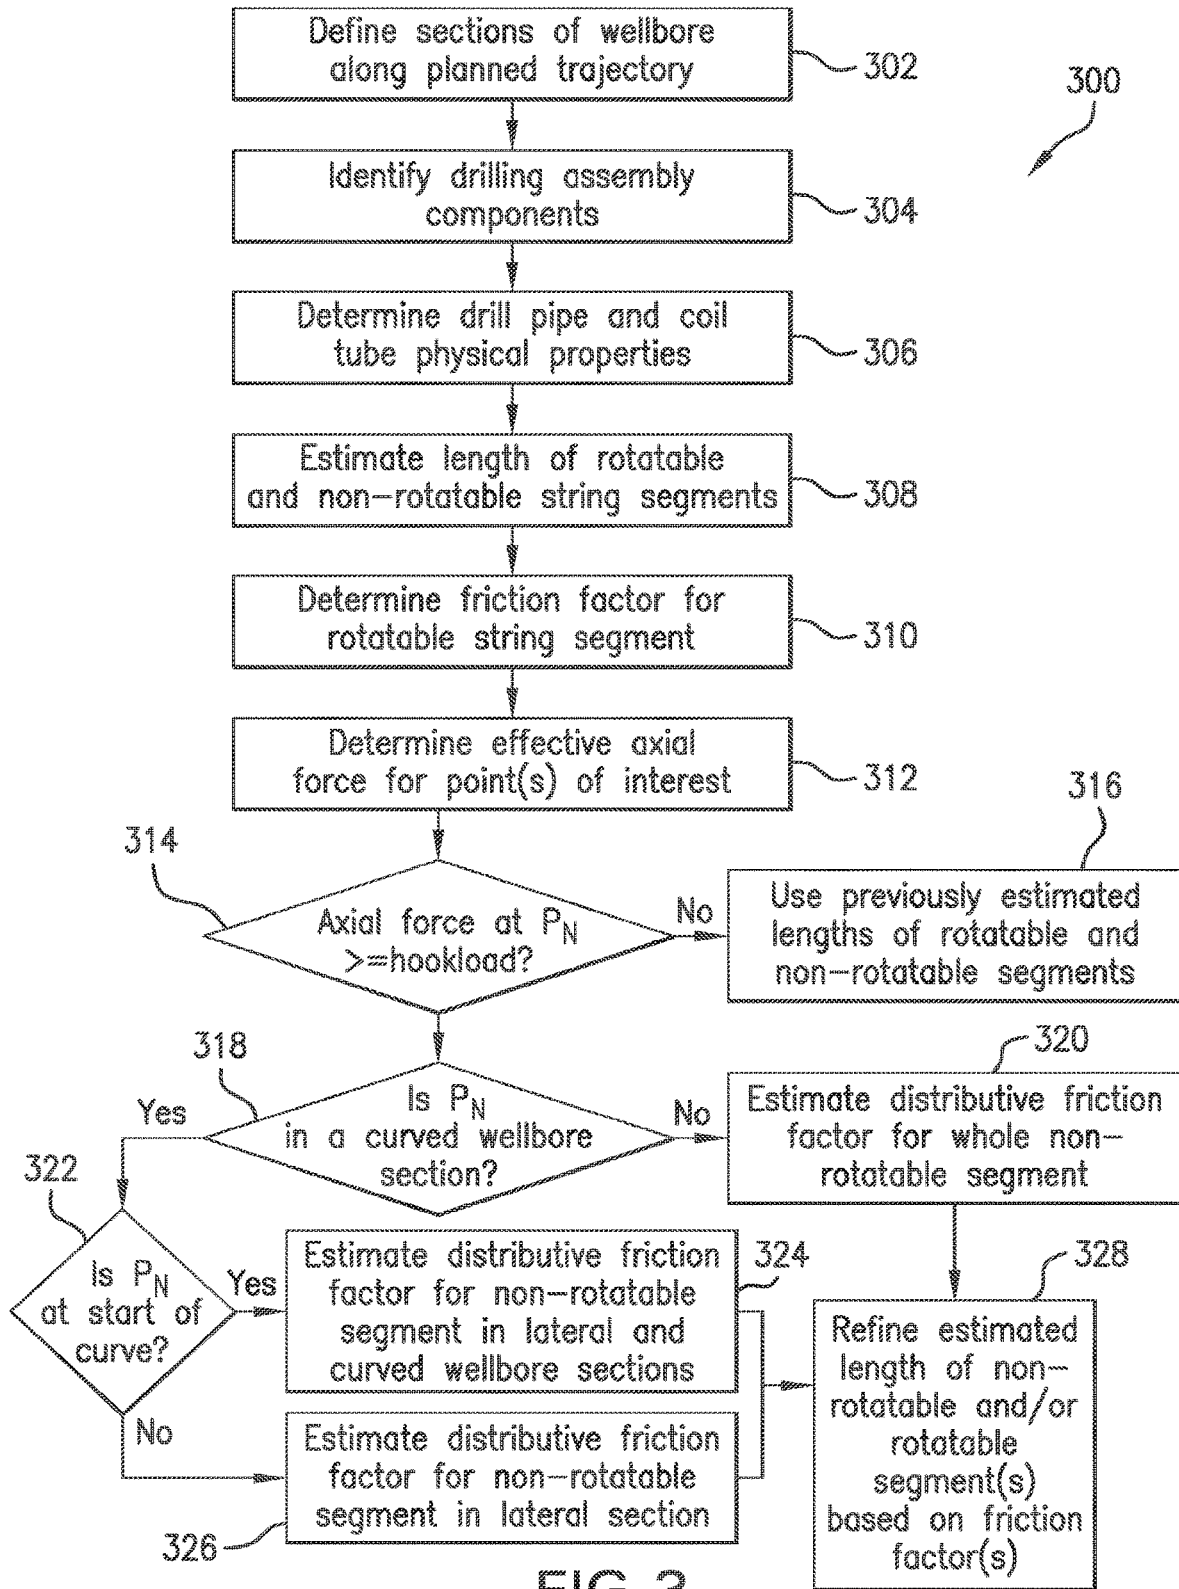 Define sections of wellbore
along planned trajectory
302
300
Identify drilling assembly
components
304
Determine drill pipe and coil
tube physical properties
306
Estimate length of rotatable
and non-rotatable string segments
308
Determine friction factor for
rotatable string segment
310
Determine effective axial
force for point(s) of interest
312
314
Axial force at PN
>=hookload?
No
316
Use previously estimated
lengths of rotatable and
non-rotatable segments
318
Is PN
in a curved wellbore
section?
Yes
No
320
Estimate distributive friction
factor for whole non-
rotatable segment
322
Is PN
at start of
curve?
Yes
No
Estimate distributive friction
factor for non-rotatable
segment in lateral and
curved wellbore sections
324
Estimate distributive friction
factor for non-rotatable
segment in lateral section
326
328
Refine estimated
length of non-
rotatable and/or
rotatable
segment(s)
based on friction
factor(s)
FIG. 3